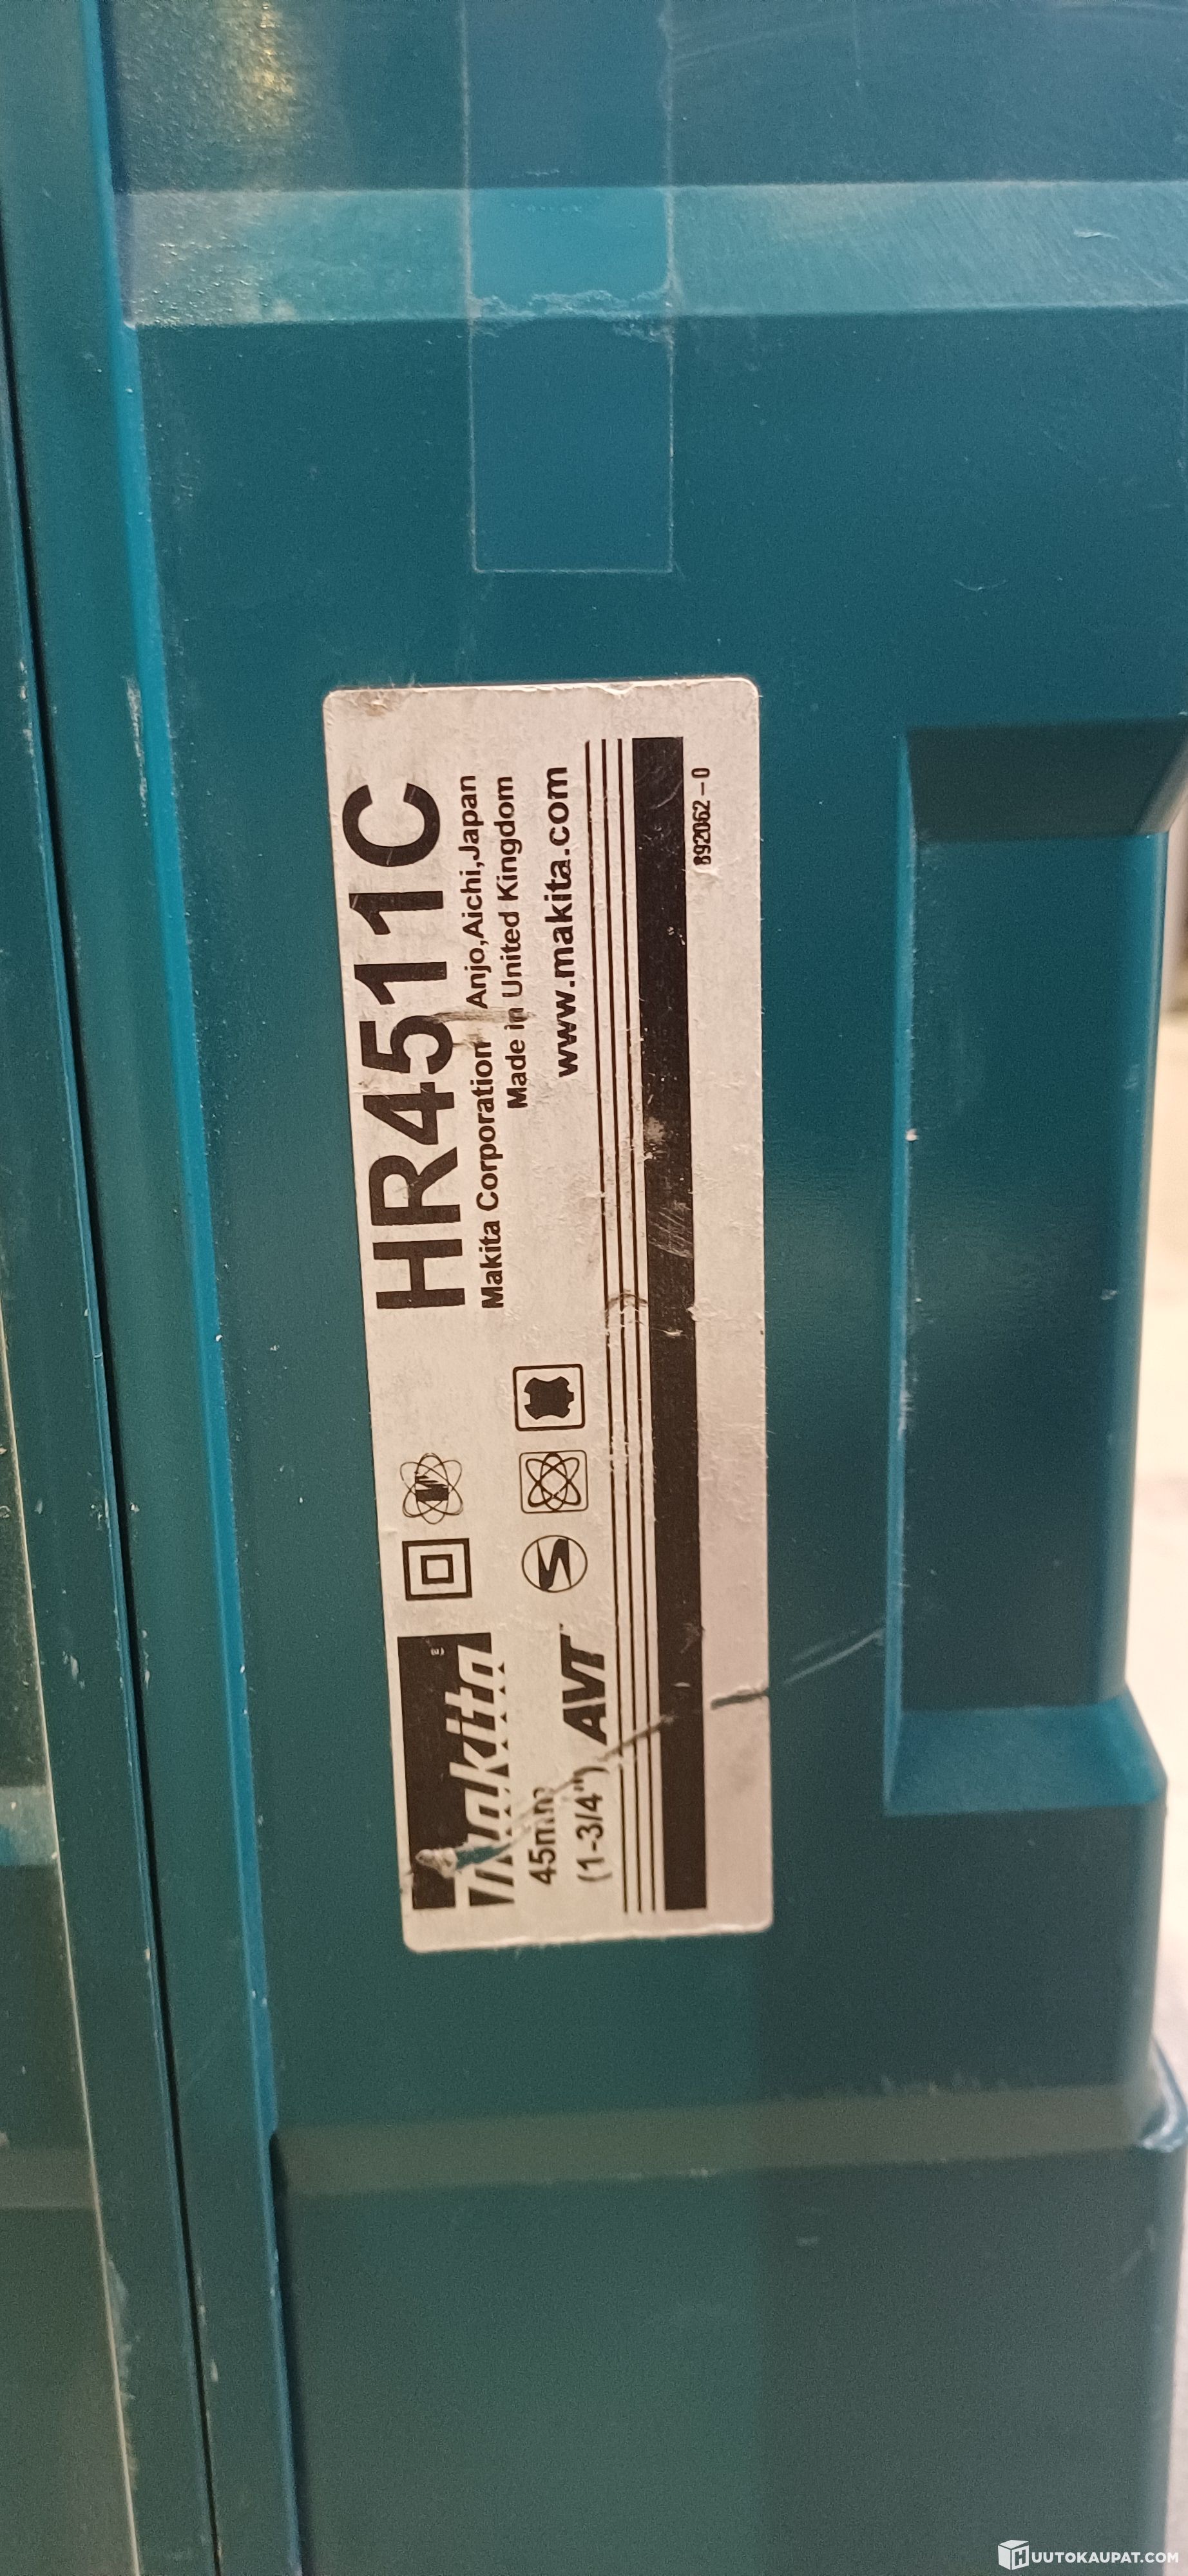 makita
45mm
(1-3/4")
AVT
HR4511C
Makita Corporation Anjo,Aichi,Japan
Made in United Kingdom
www.makita.com
892062-0
HUUTOKAUPAT.COM